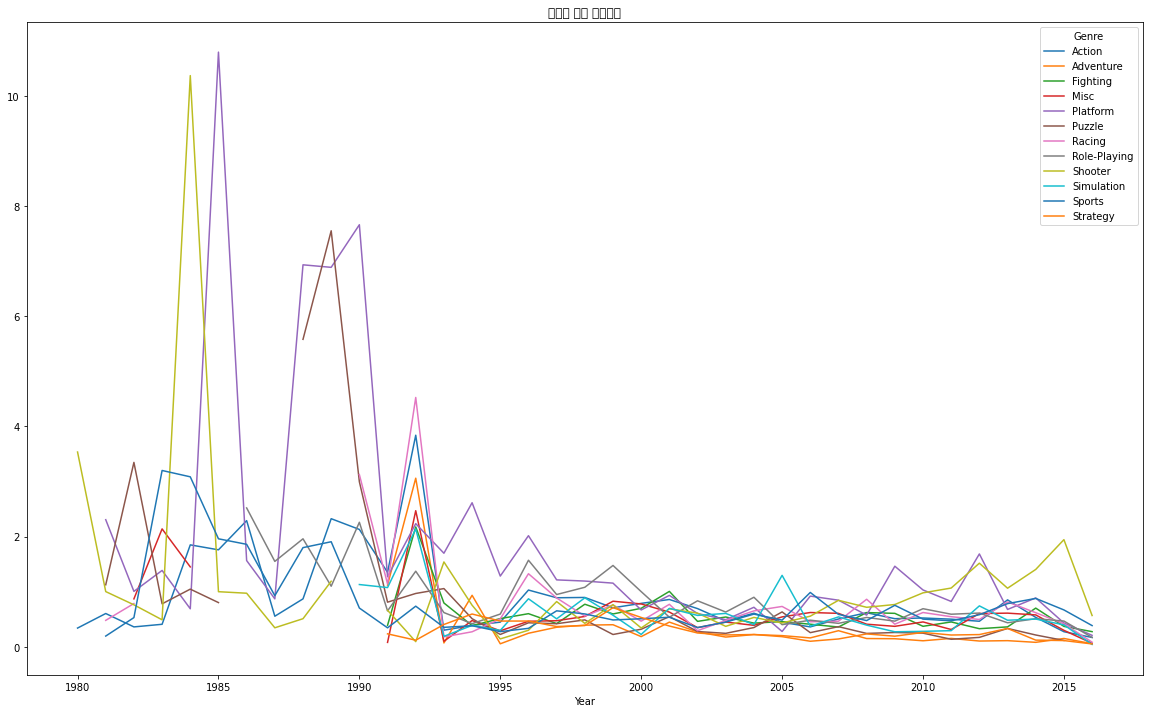 Genre
Action
Adventure
Fighting
Misc
Platform
Puzzle
Racing
Role-Playing
Shooter
Simulation
Sports
Strategy
10
8
6
4
2
0
1980 1985 1990 1995 2000 2005 2010 2015
Year